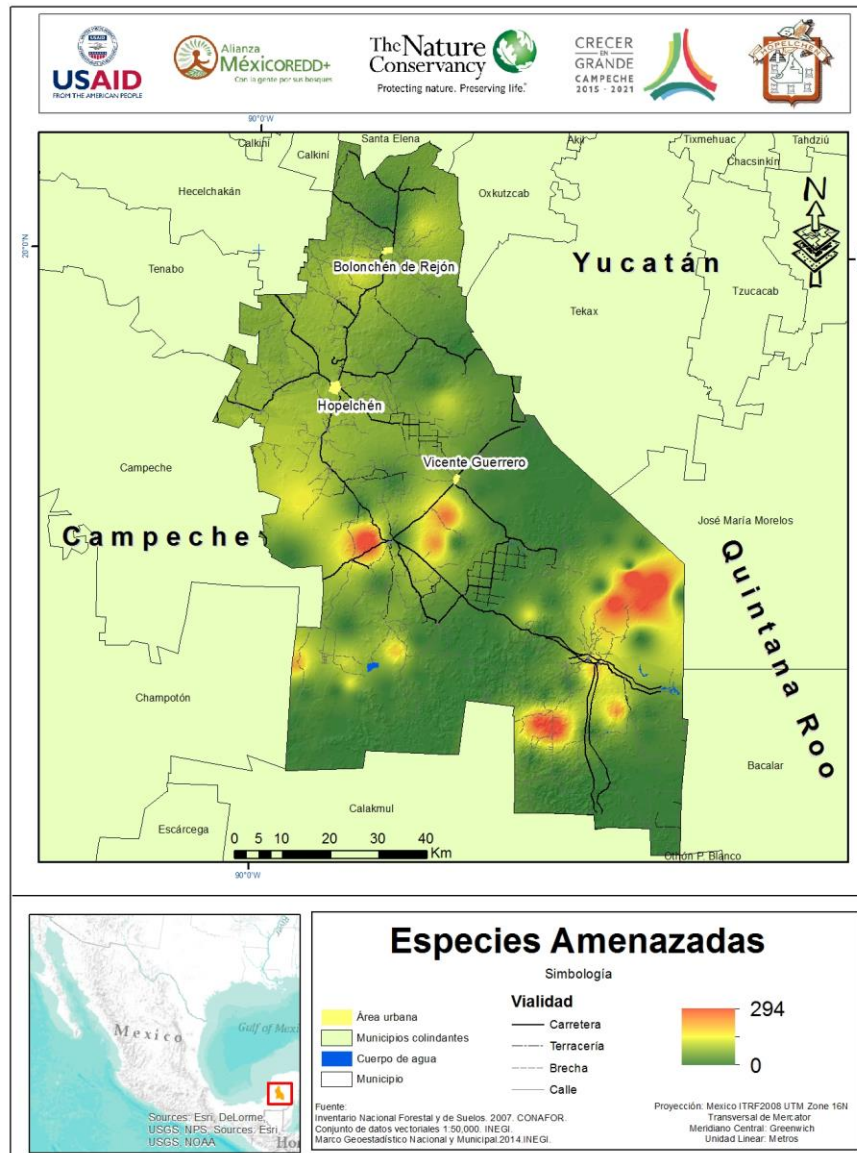 USAID
FROM THE AMERICAN PEOPLE
Alianza
MéxicoREDD+
Con la gente por sus bosques
The Nature
Conservancy
Protecting nature. Preserving life.
CRECER
EN
GRANDE
CAMPECHE
2015 - 2021
HOPELCHEN
90°0'W
Calkiní
Calkiní
Santa Elena
Akil
Tixmehuac
Tahdziú
Chacsinkín
Hecelchakán
Oxkutzcab
N
20°0'N
Tenabo
Bolonchén de Rejón
Yucatán
Tzucacab
Tekax
Hopelchén
Vicente Guerrero
Campeche
José María Morelos
Campeche
Quintana Roo
Champotón
Bacalar
Calakmul
Escárcega
0 5 10 20 30 40
Km
Othón P. Blanco
90°0'W
Mexico
Gulf of Mexi
Sources: Esri, DeLorme,
USGS, NPS, Sources: Esri,
USGS, NOAA
Hon
Especies Amenazadas
Simbología
Área urbana
Municipios colindantes
Cuerpo de agua
Municipio
Vialidad
Carretera
Terracería
Brecha
Calle
294
0
Fuente:
Inventario Nacional Forestal y de Suelos. 2007. CONAFOR.
Conjunto de datos vectoriales 1:50,000. INEGI.
Marco Geoestadístico Nacional y Municipal.2014.INEGI.
Proyección: Mexico ITRF2008 UTM Zone 16N
Transversal de Mercator
Meridiano Central: Greenwich
Unidad Linear: Metros